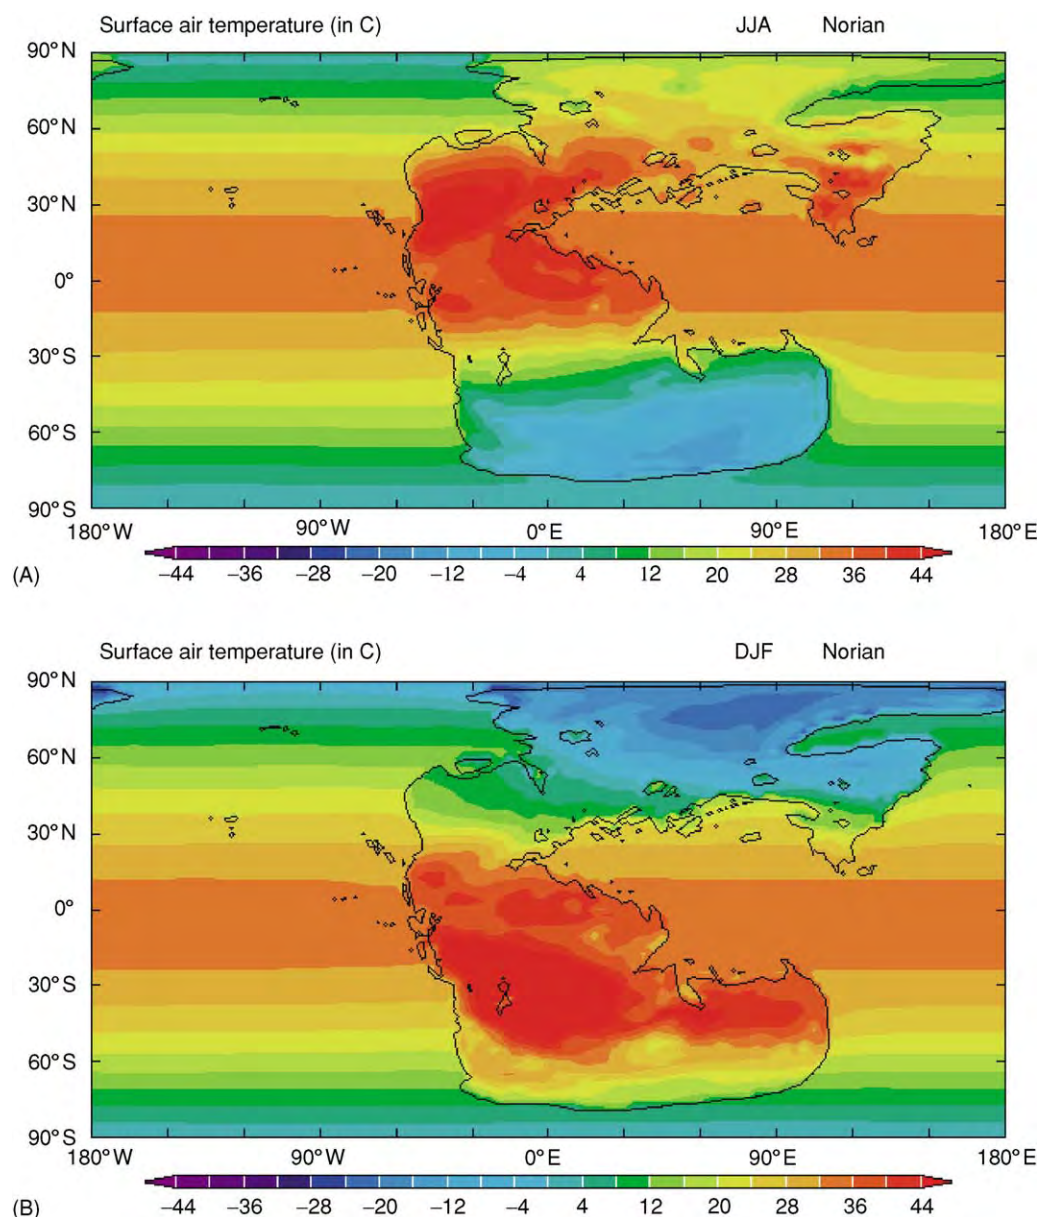 Surface air temperature (in C) JJA Norian
90°N
60°N
30°N
0°
30°S
60°S
90°S
180°W 90°W 0°E 90°E 180°E
(A) −44 −36 −28 −20 −12 −4 4 12 20 28 36 44
Surface air temperature (in C) DJF Norian
90°N
60°N
30°N
0°
30°S
60°S
90°S
180°W 90°W 0°E 90°E 180°E
(B) −44 −36 −28 −20 −12 −4 4 12 20 28 36 44